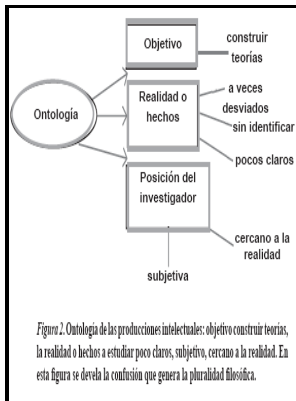 Objetivo
construir
teorías
Ontología
Realidad o
hechos
a veces
desviados
sin identificar
pocos claros
Posición del
investigador
cercano a la
realidad
subjetiva
Figura 2. Ontología de las producciones intelectuales: objetivo construir teorías,
la realidad o hechos a estudiar poco claros, subjetivo, cercano a la realidad. En
esta figura se devela la confusión que genera la pluralidad filosófica.